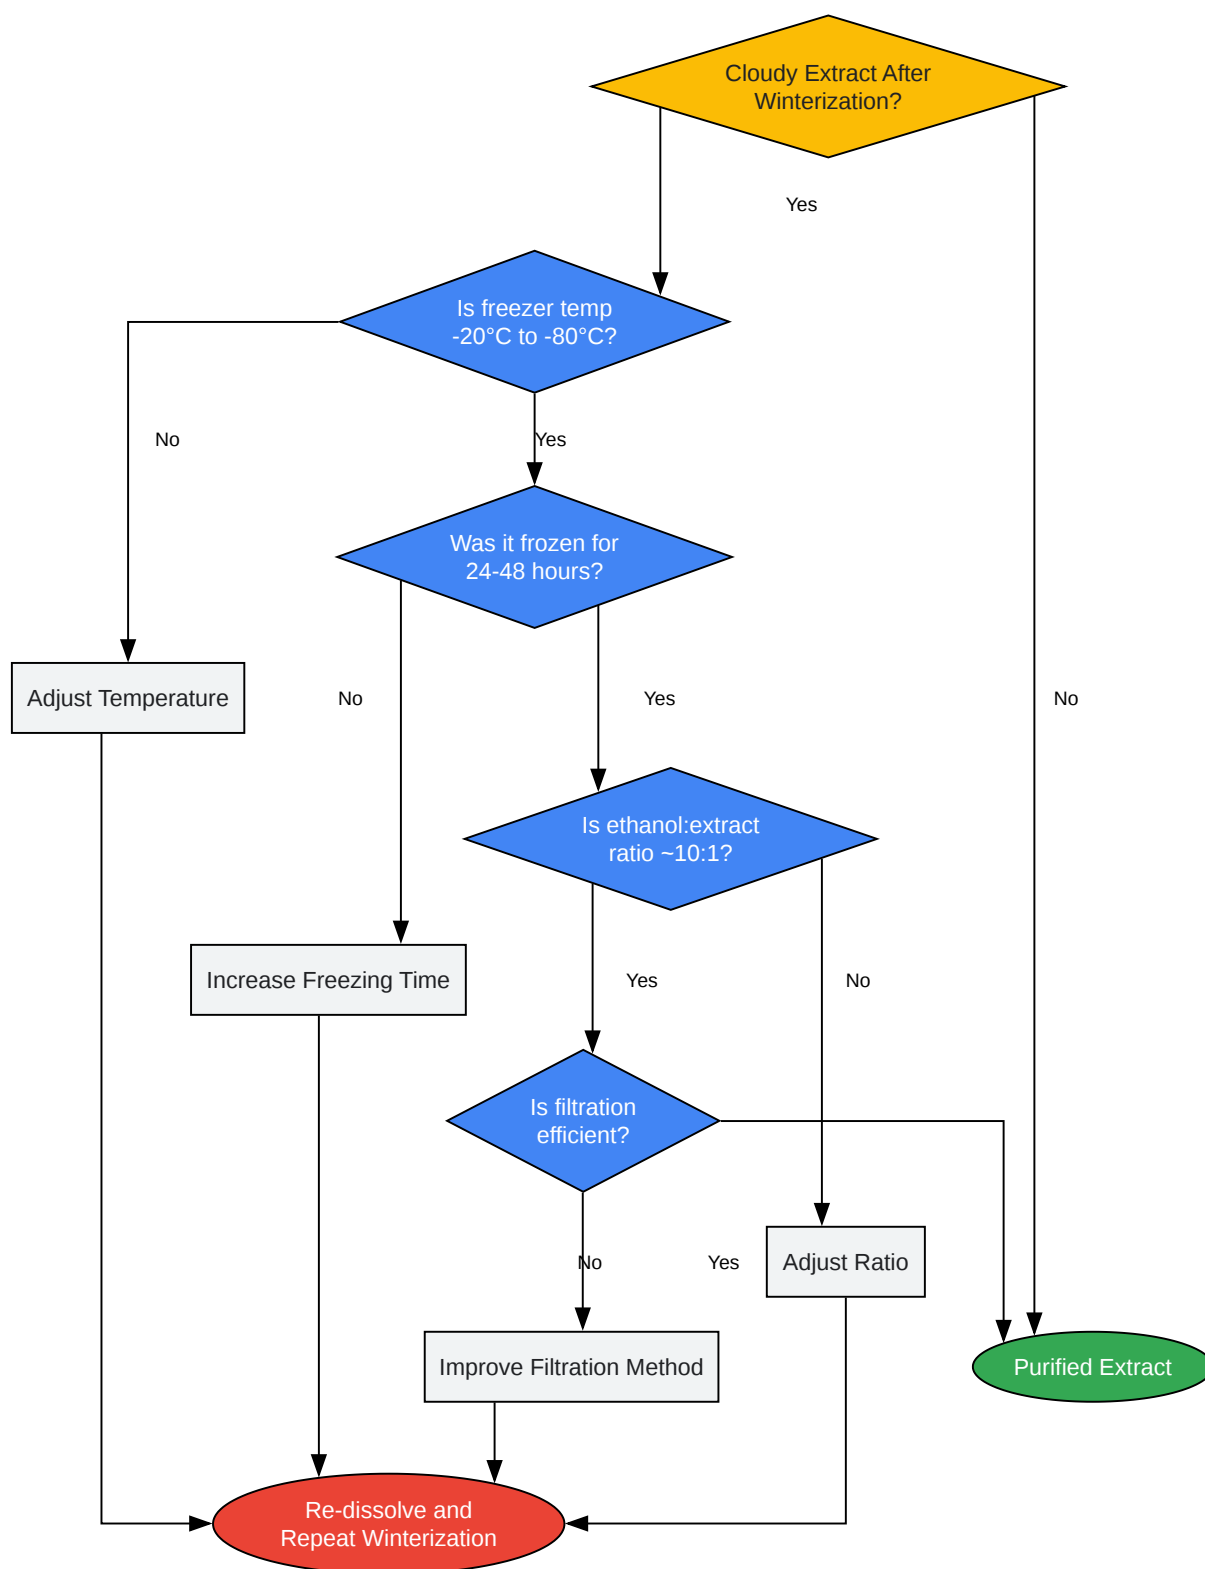 Cloudy Extract After
Winterization?
Yes
Is freezer temp
-20°C to -80°C?
No
Yes
Was it frozen for
24-48 hours?
Adjust Temperature
No
Yes
No
Is ethanol:extract
ratio ~10:1?
Increase Freezing Time
Yes
No
Is filtration
efficient?
No
Yes
Adjust Ratio
Improve Filtration Method
Purified Extract
Re-dissolve and
Repeat Winterization